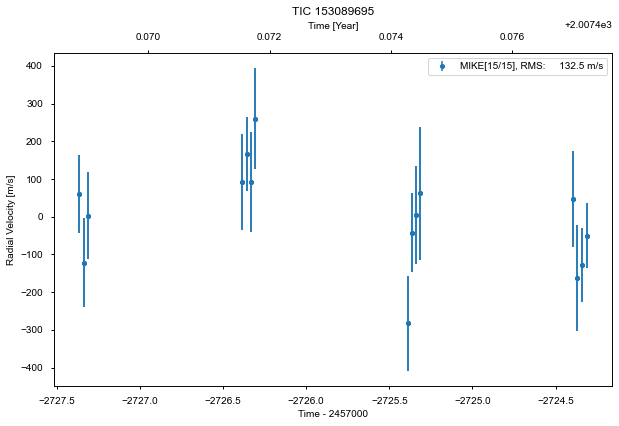 TIC 153089695
Time [Year]
+2.0074e3
0.070 0.072 0.074 0.076
MIKE[15/15], RMS: 132.5 m/s
Radial Velocity [m/s]
400
300
200
100
0
−100
−200
−300
−400
−2727.5 −2727.0 −2726.5 −2726.0 −2725.5 −2725.0 −2724.5
Time - 2457000